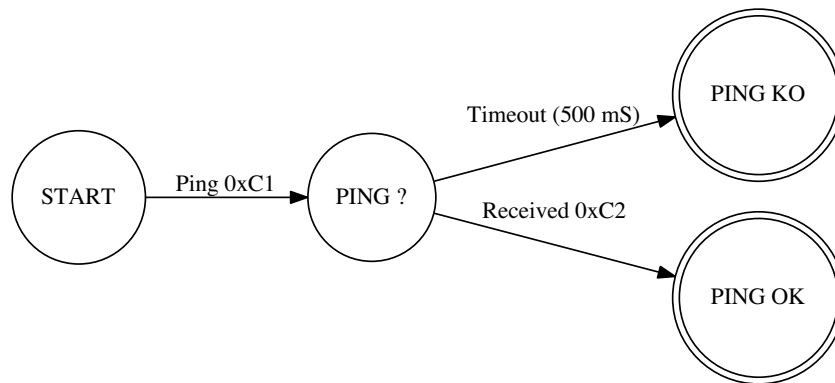 START
Ping 0xC1
PING ?
Timeout (500 mS)
PING KO
Received 0xC2
PING OK